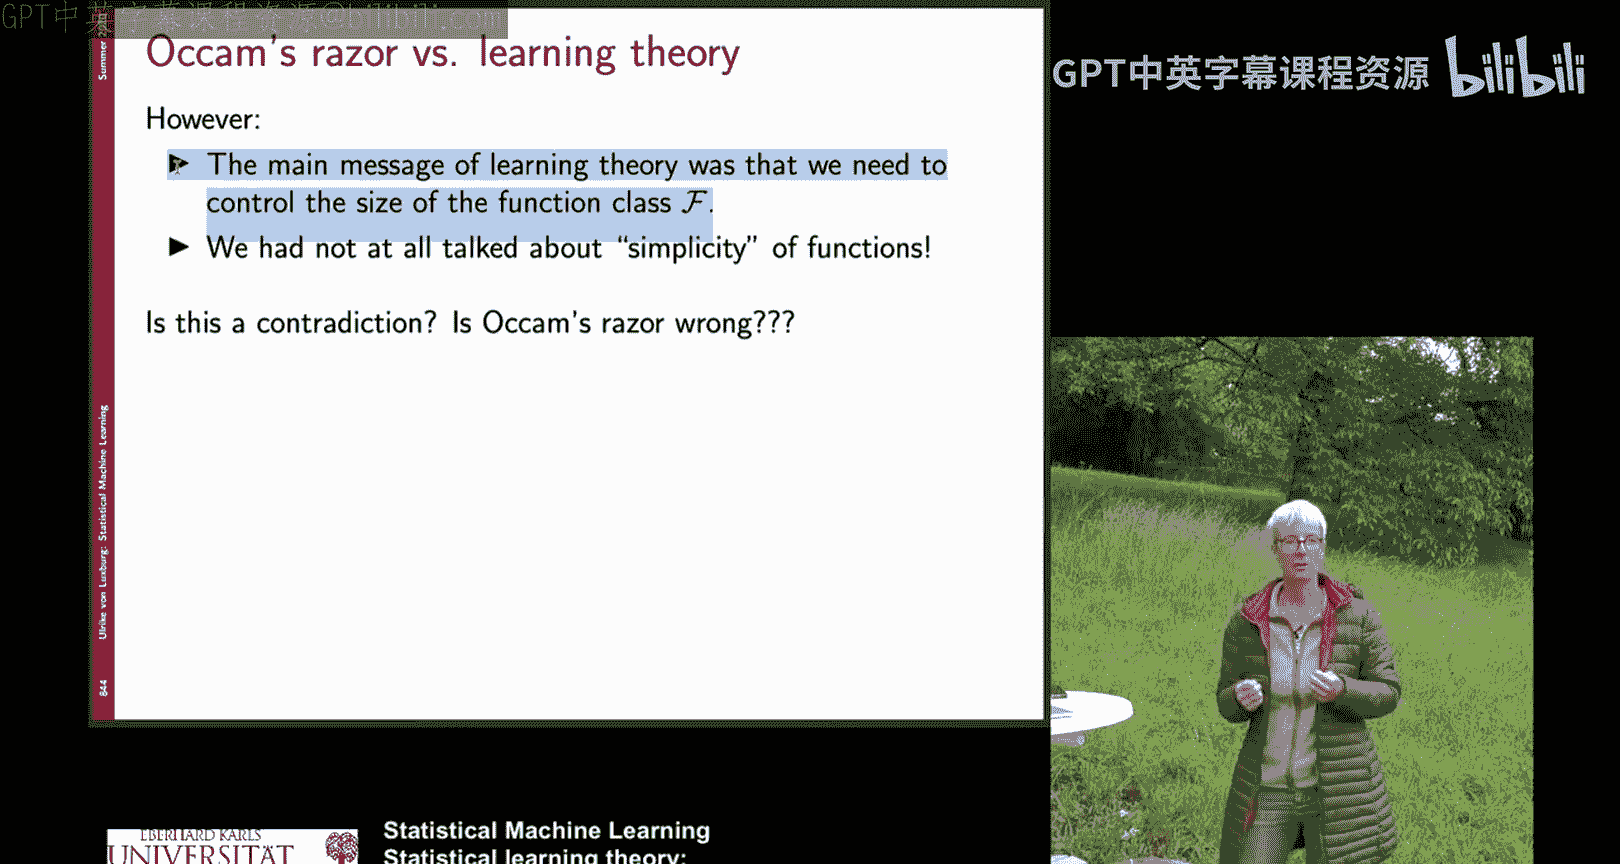 GPT中英字幕课程资源@bilibili.com
Occam's razor vs. learning theory
However:
► The main message of learning theory was that we need to
control the size of the function class ℱ.
► We had not at all talked about “simplicity” of functions!
Is this a contradiction? Is Occam's razor wrong???
Summer
Ulrike von Luxburg: Statistical Machine Learning
844
GPT中英字幕课程资源 bilibili
EBERHARD KARLS
UNIVERSITÄT
Statistical Machine Learning
Statistical learning theory: